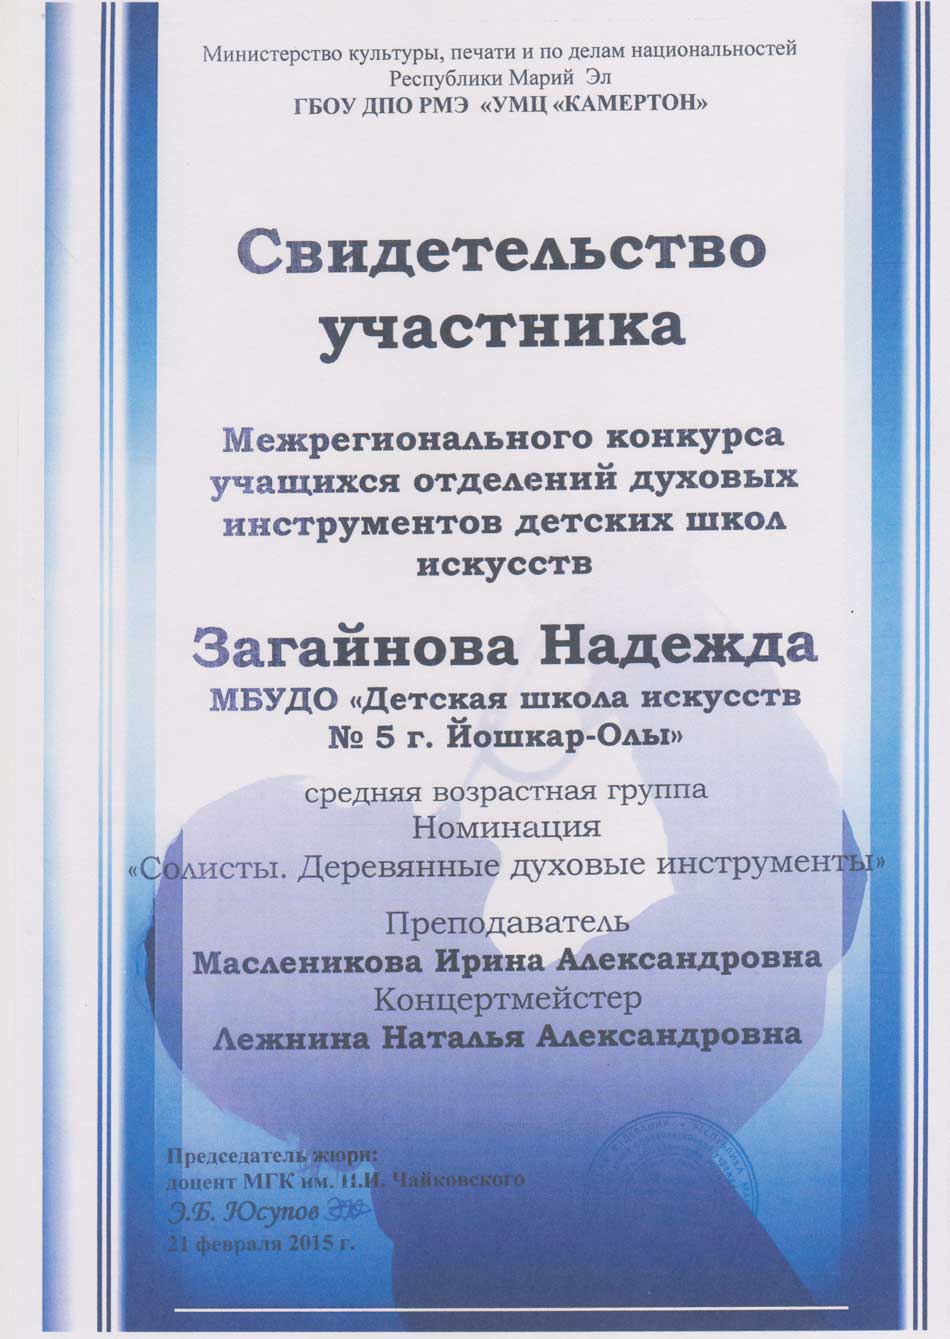 Министерство культуры, печати и по делам национальностей
Республики Марий Эл
ГБОУ ДПО РМЭ «УМЦ «КАМЕРТОН»
Свидетельство
участника
Межрегионального конкурса
учащихся отделений духовых
инструментов детских школ
искусств
Загайнова Надежда
МБУДО «Детская школа искусств
№ 5 г. Йошкар-Олы»
средняя возрастная группа
Номинация
«Солисты. Деревянные духовые инструменты»
Преподаватель
Масленикова Ирина Александровна
Концертмейстер
Лежнина Наталья Александровна
Председатель жюри:
доцент МГК им. П.И. Чайковского
Э.Б. Юсупов
21 февраля 2015 г.